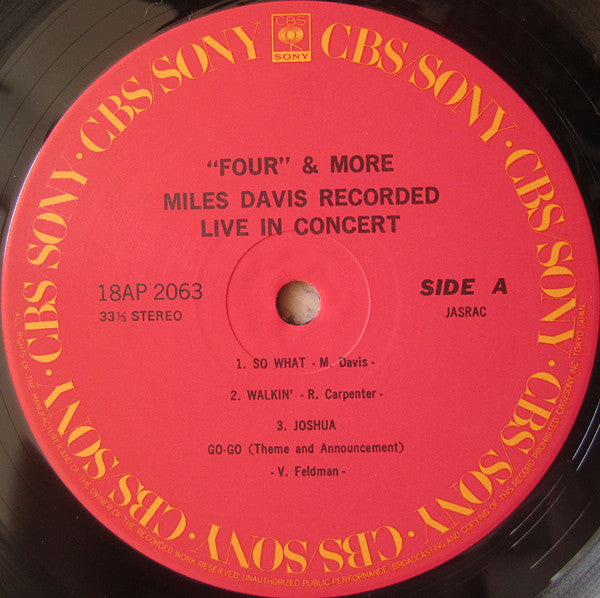 CBS
SONY
CBS/SONY · CBS/SONY · CBS/SONY · CBS/SONY · CBS/SONY · CBS/SONY · CBS/SONY
"FOUR" & MORE
MILES DAVIS RECORDED
LIVE IN CONCERT
18AP 2063
33⅓ STEREO
SIDE A
JASRAC
1. SO WHAT - M. Davis -
2. WALKIN' - R. Carpenter -
3. JOSHUA
GO-GO (Theme and Announcement)
- V. Feldman -
ALL RIGHTS OF THE MANUFACTURER AND OF THE OWNER OF THE RECORDED WORK RESERVED. UNAUTHORIZED PUBLIC PERFORMANCE, BROADCASTING AND COPYING OF THIS RECORD PROHIBITED. CBS/SONY INC. TOKYO JAPAN.